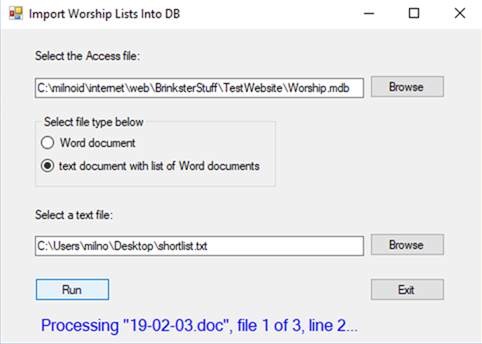 Import Worship Lists Into DB
Select the Access file:
C:\milnoid\internet\web\BrinksterStuff\TestWebsite\Worship.mdb
Browse
Select file type below
Word document
text document with list of Word documents
Select a text file:
C:\Users\milno\Desktop\shortlist.txt
Browse
Run
Exit
Processing "19-02-03.doc", file 1 of 3, line 2...